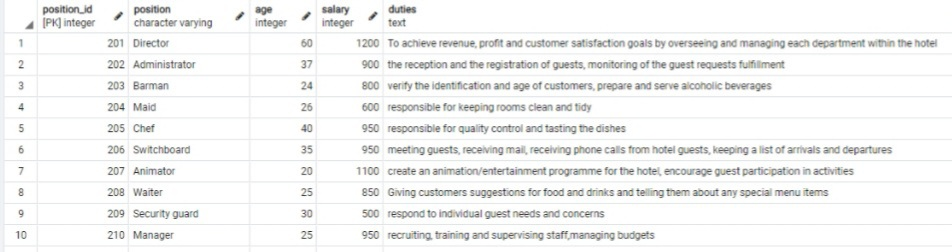 position_id position age salary duties
[PK] integer character varying integer integer text
1 201 Director 60 1200 To achieve revenue, profit and customer satisfaction goals by overseeing and managing each department within the hotel
2 202 Administrator 37 900 the reception and the registration of guests, monitoring of the guest requests fulfillment
3 203 Barman 24 800 verify the identification and age of customers, prepare and serve alcoholic beverages
4 204 Maid 26 600 responsible for keeping rooms clean and tidy
5 205 Chef 40 950 responsible for quality control and tasting the dishes
6 206 Switchboard 35 950 meeting guests, receiving mail, receiving phone calls from hotel guests, keeping a list of arrivals and departures
7 207 Animator 20 1100 create an animation/entertainment programme for the hotel, encourage guest participation in activities
8 208 Waiter 25 850 Giving customers suggestions for food and drinks and telling them about any special menu items
9 209 Security guard 30 500 respond to individual guest needs and concerns
10 210 Manager 25 950 recruiting, training and supervising staff,managing budgets